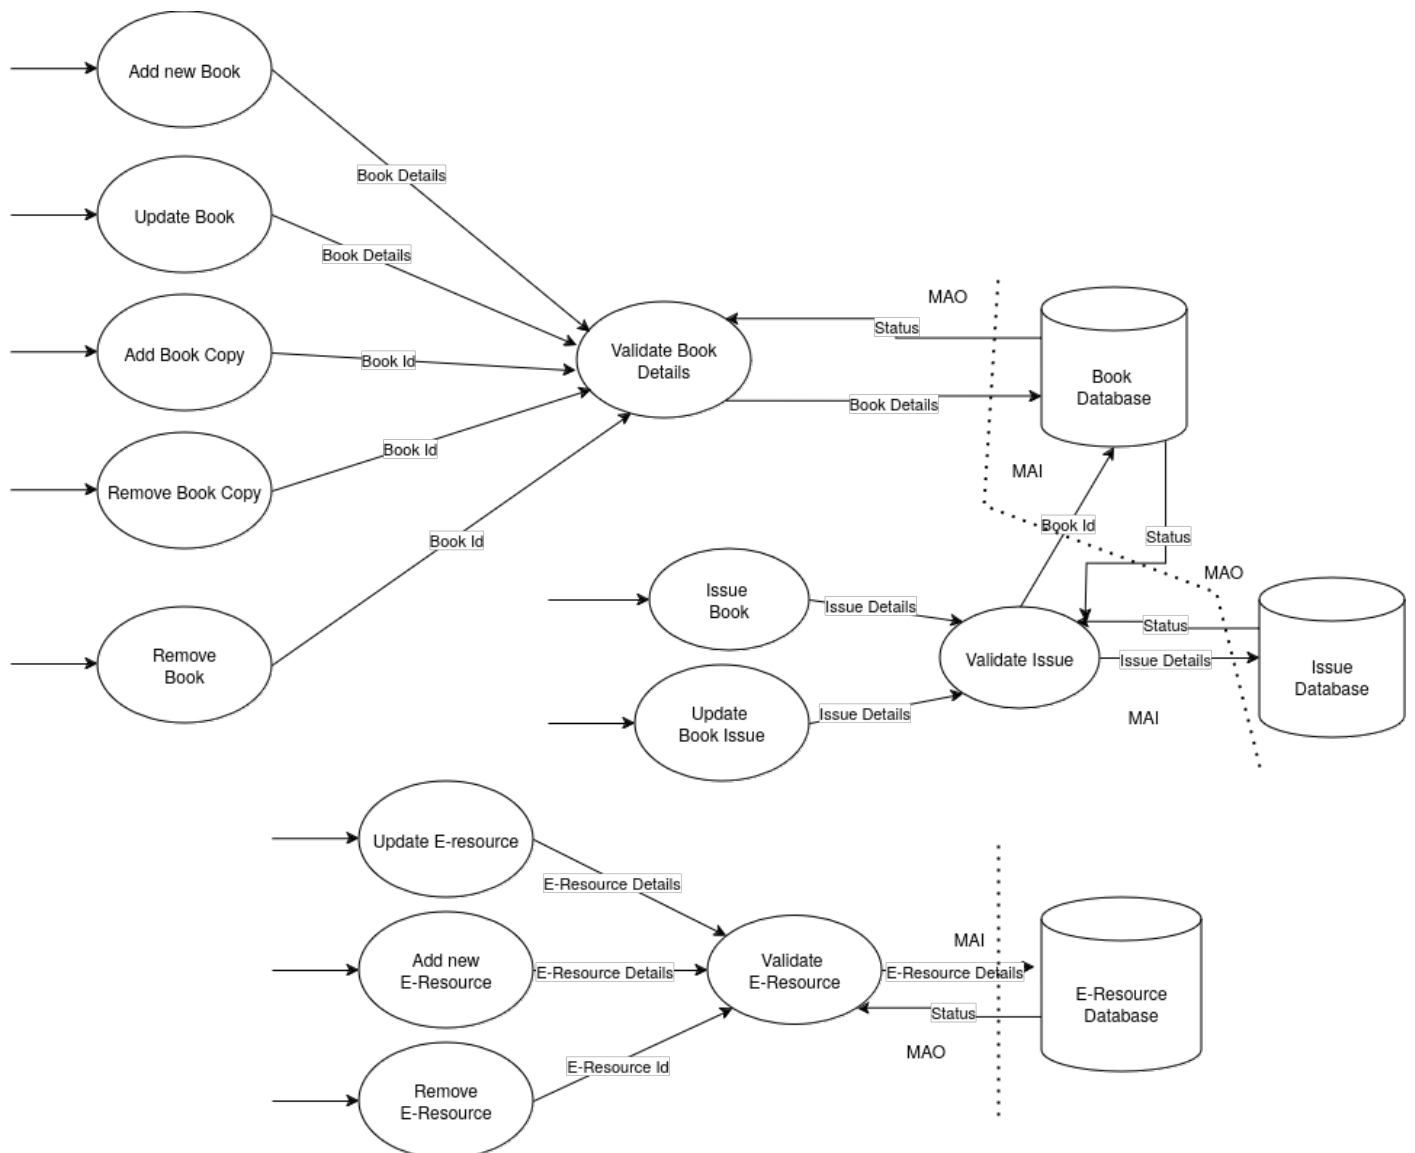 Add new Book
Book Details
Update Book
Book Details
MAO
Status
Add Book Copy
Book Id
Validate Book
Details
Book
Database
Book Details
Book Id
MAI
Remove Book Copy
Book Id
Book Id
Status
MAO
Issue
Book
Issue Details
Status
Remove
Book
Validate Issue
Issue Details
Issue
Database
Update
Book Issue
Issue Details
MAI
Update E-resource
E-Resource Details
MAI
Add new
E-Resource
E-Resource Details
Validate
E-Resource
E-Resource Details
E-Resource
Database
Status
MAO
E-Resource Id
Remove
E-Resource